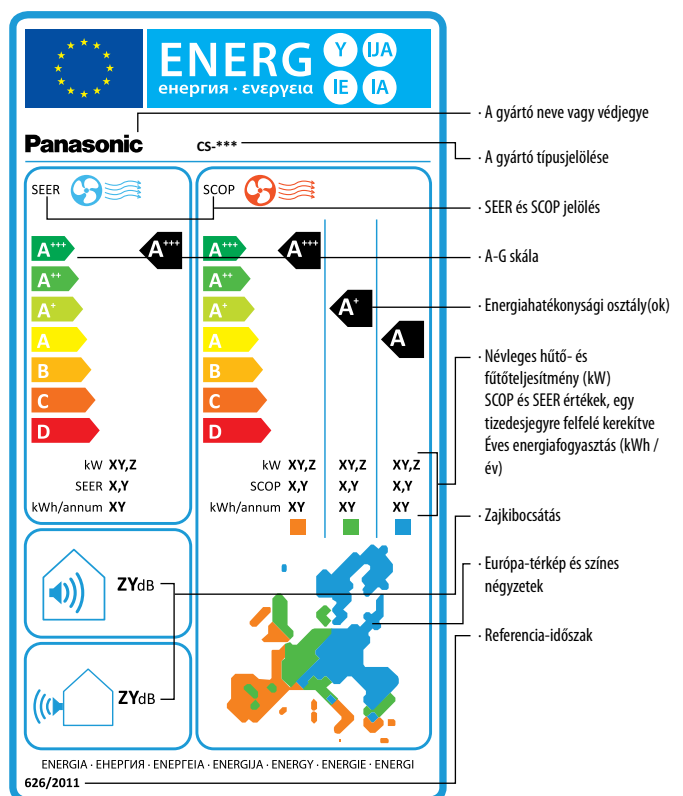 ENERG
енергия · ενεργεια
Y IJA
IE IA
Panasonic
CS-***
SEER
A+++
A++
A+
A
B
C
D
A+++
kW XY,Z
SEER X,Y
kWh/annum XY
SCOP
A+++
A++
A+
A
B
C
D
A+++
A+
A
kW XY,Z XY,Z XY,Z
SCOP X,Y X,Y X,Y
kWh/annum XY XY XY
ZYdB
ZYdB
ENERGIA · ЕНЕРГИЯ · ΕΝΕΡΓΕΙΑ · ENERGIJA · ENERGY · ENERGIE · ENERGI
626/2011
· A gyártó neve vagy védjegye
· A gyártó típusjelölése
· SEER és SCOP jelölés
· A-G skála
· Energiahatékonysági osztály(ok)
· Névleges hűtő- és
fűtőteljesítmény (kW)
SCOP és SEER értékek, egy
tizedesjegyre felfelé kerekítve
Éves energiafogyasztás (kWh /
év)
· Zajkibocsátás
· Európa-térkép és színes
négyzetek
· Referencia-időszak